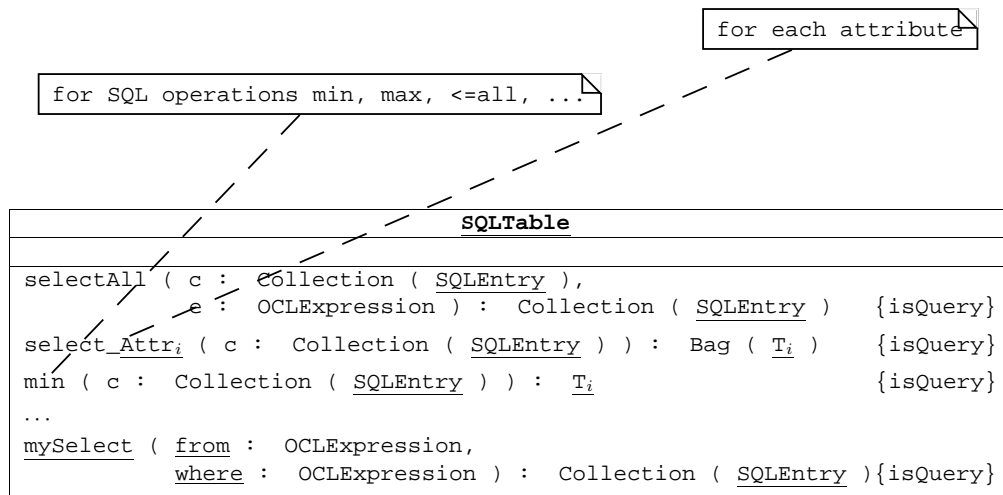 for each attribute
for SQL operations min, max, <=all, ...
SQLTable
selectAll ( c : Collection ( SQLEntry ),
e : OCLExpression ) : Collection ( SQLEntry ) {isQuery}
select_Attrᵢ ( c : Collection ( SQLEntry ) ) : Bag ( Tᵢ ) {isQuery}
min ( c : Collection ( SQLEntry ) ) : Tᵢ {isQuery}
...
mySelect ( from : OCLExpression,
where : OCLExpression ) : Collection ( SQLEntry ){isQuery}